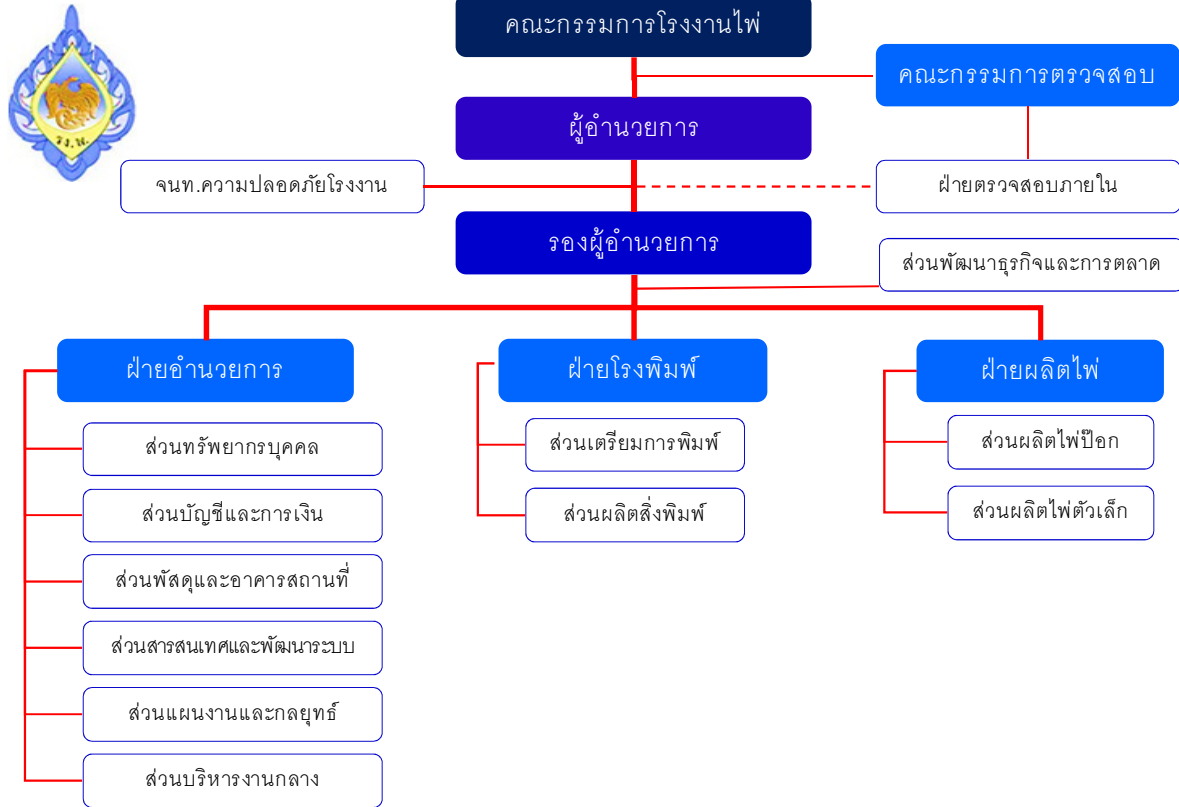 คณะกรรมการโรงงานไพ่
คณะกรรมการตรวจสอบ
รง.พ.
ผู้อำนวยการ
จนท.ความปลอดภัยโรงงาน
ฝ่ายตรวจสอบภายใน
รองผู้อำนวยการ
ส่วนพัฒนาธุรกิจและการตลาด
ฝ่ายอำนวยการ
ฝ่ายโรงพิมพ์
ฝ่ายผลิตไพ่
ส่วนทรัพยากรบุคคล
ส่วนบัญชีและการเงิน
ส่วนพัสดุและอาคารสถานที่
ส่วนสารสนเทศและพัฒนาระบบ
ส่วนแผนงานและกลยุทธ์
ส่วนบริหารงานกลาง
ส่วนเตรียมการพิมพ์
ส่วนผลิตสิ่งพิมพ์
ส่วนผลิตไพ่ป๊อก
ส่วนผลิตไพ่ตัวเล็ก